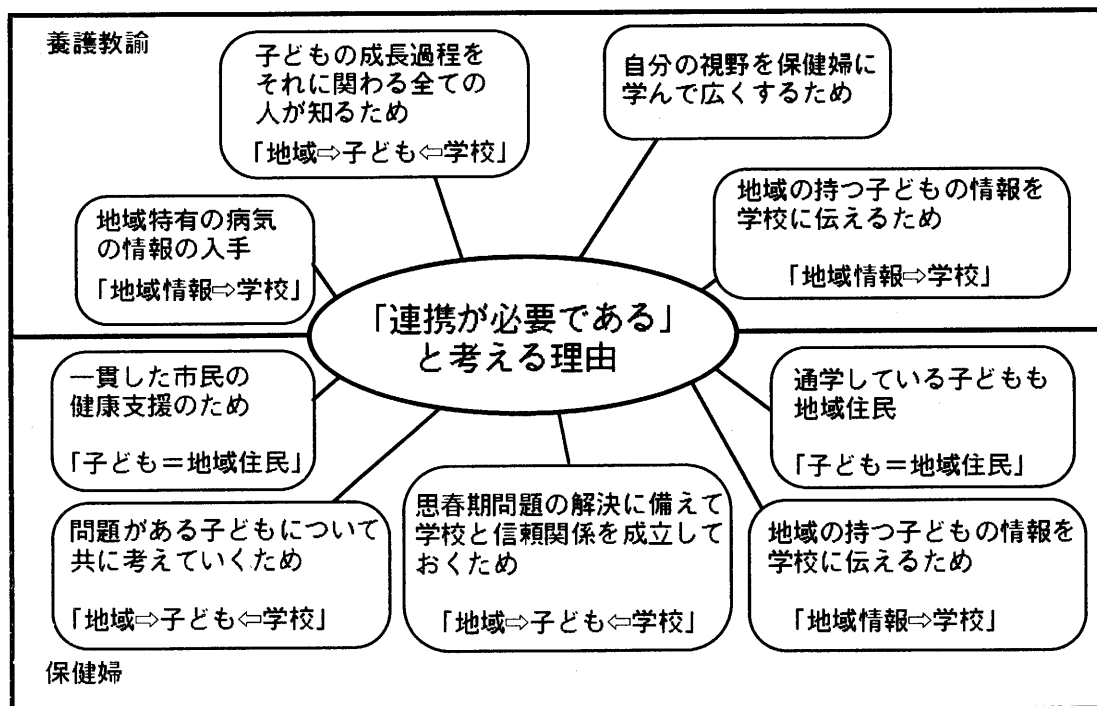 養護教諭
子どもの成長過程を
それに関わる全ての
人が知るため
「地域⇨子ども⇦学校」
自分の視野を保健婦に
学んで広くするため
地域特有の病気
の情報の入手
「地域情報⇨学校」
地域の持つ子どもの情報を
学校に伝えるため
「地域情報⇨学校」
「連携が必要である」
と考える理由
一貫した市民の
健康支援のため
「子ども＝地域住民」
通学している子どもも
地域住民
「子ども＝地域住民」
問題がある子どもについて
共に考えていくため
「地域⇨子ども⇦学校」
思春期問題の解決に備えて
学校と信頼関係を成立して
おくため
「地域⇨子ども⇦学校」
地域の持つ子どもの情報を
学校に伝えるため
「地域情報⇨学校」
保健婦